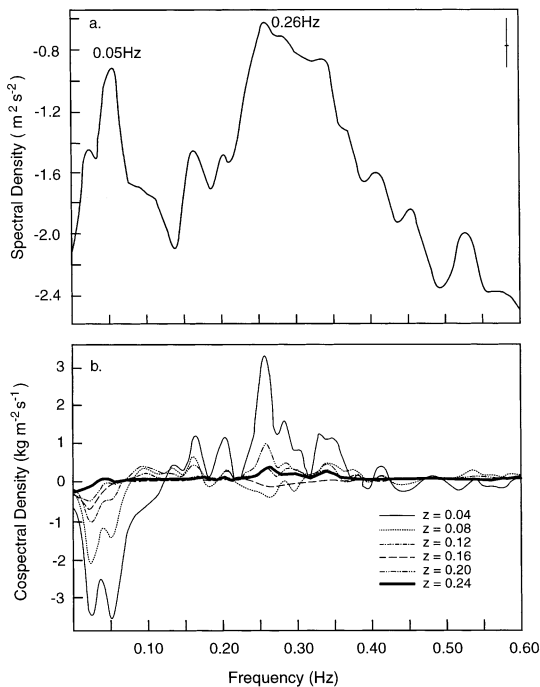 a.
0.05Hz
0.26Hz
-0.8
-1.2
-1.6
-2.0
-2.4
Spectral Density ( m² s⁻²)
b.
3
2
1
0
-1
-2
-3
Cospectral Density (kg m⁻² s⁻¹)
z = 0.04
z = 0.08
z = 0.12
z = 0.16
z = 0.20
z = 0.24
0.10
0.20
0.30
0.40
0.50
0.60
Frequency (Hz)